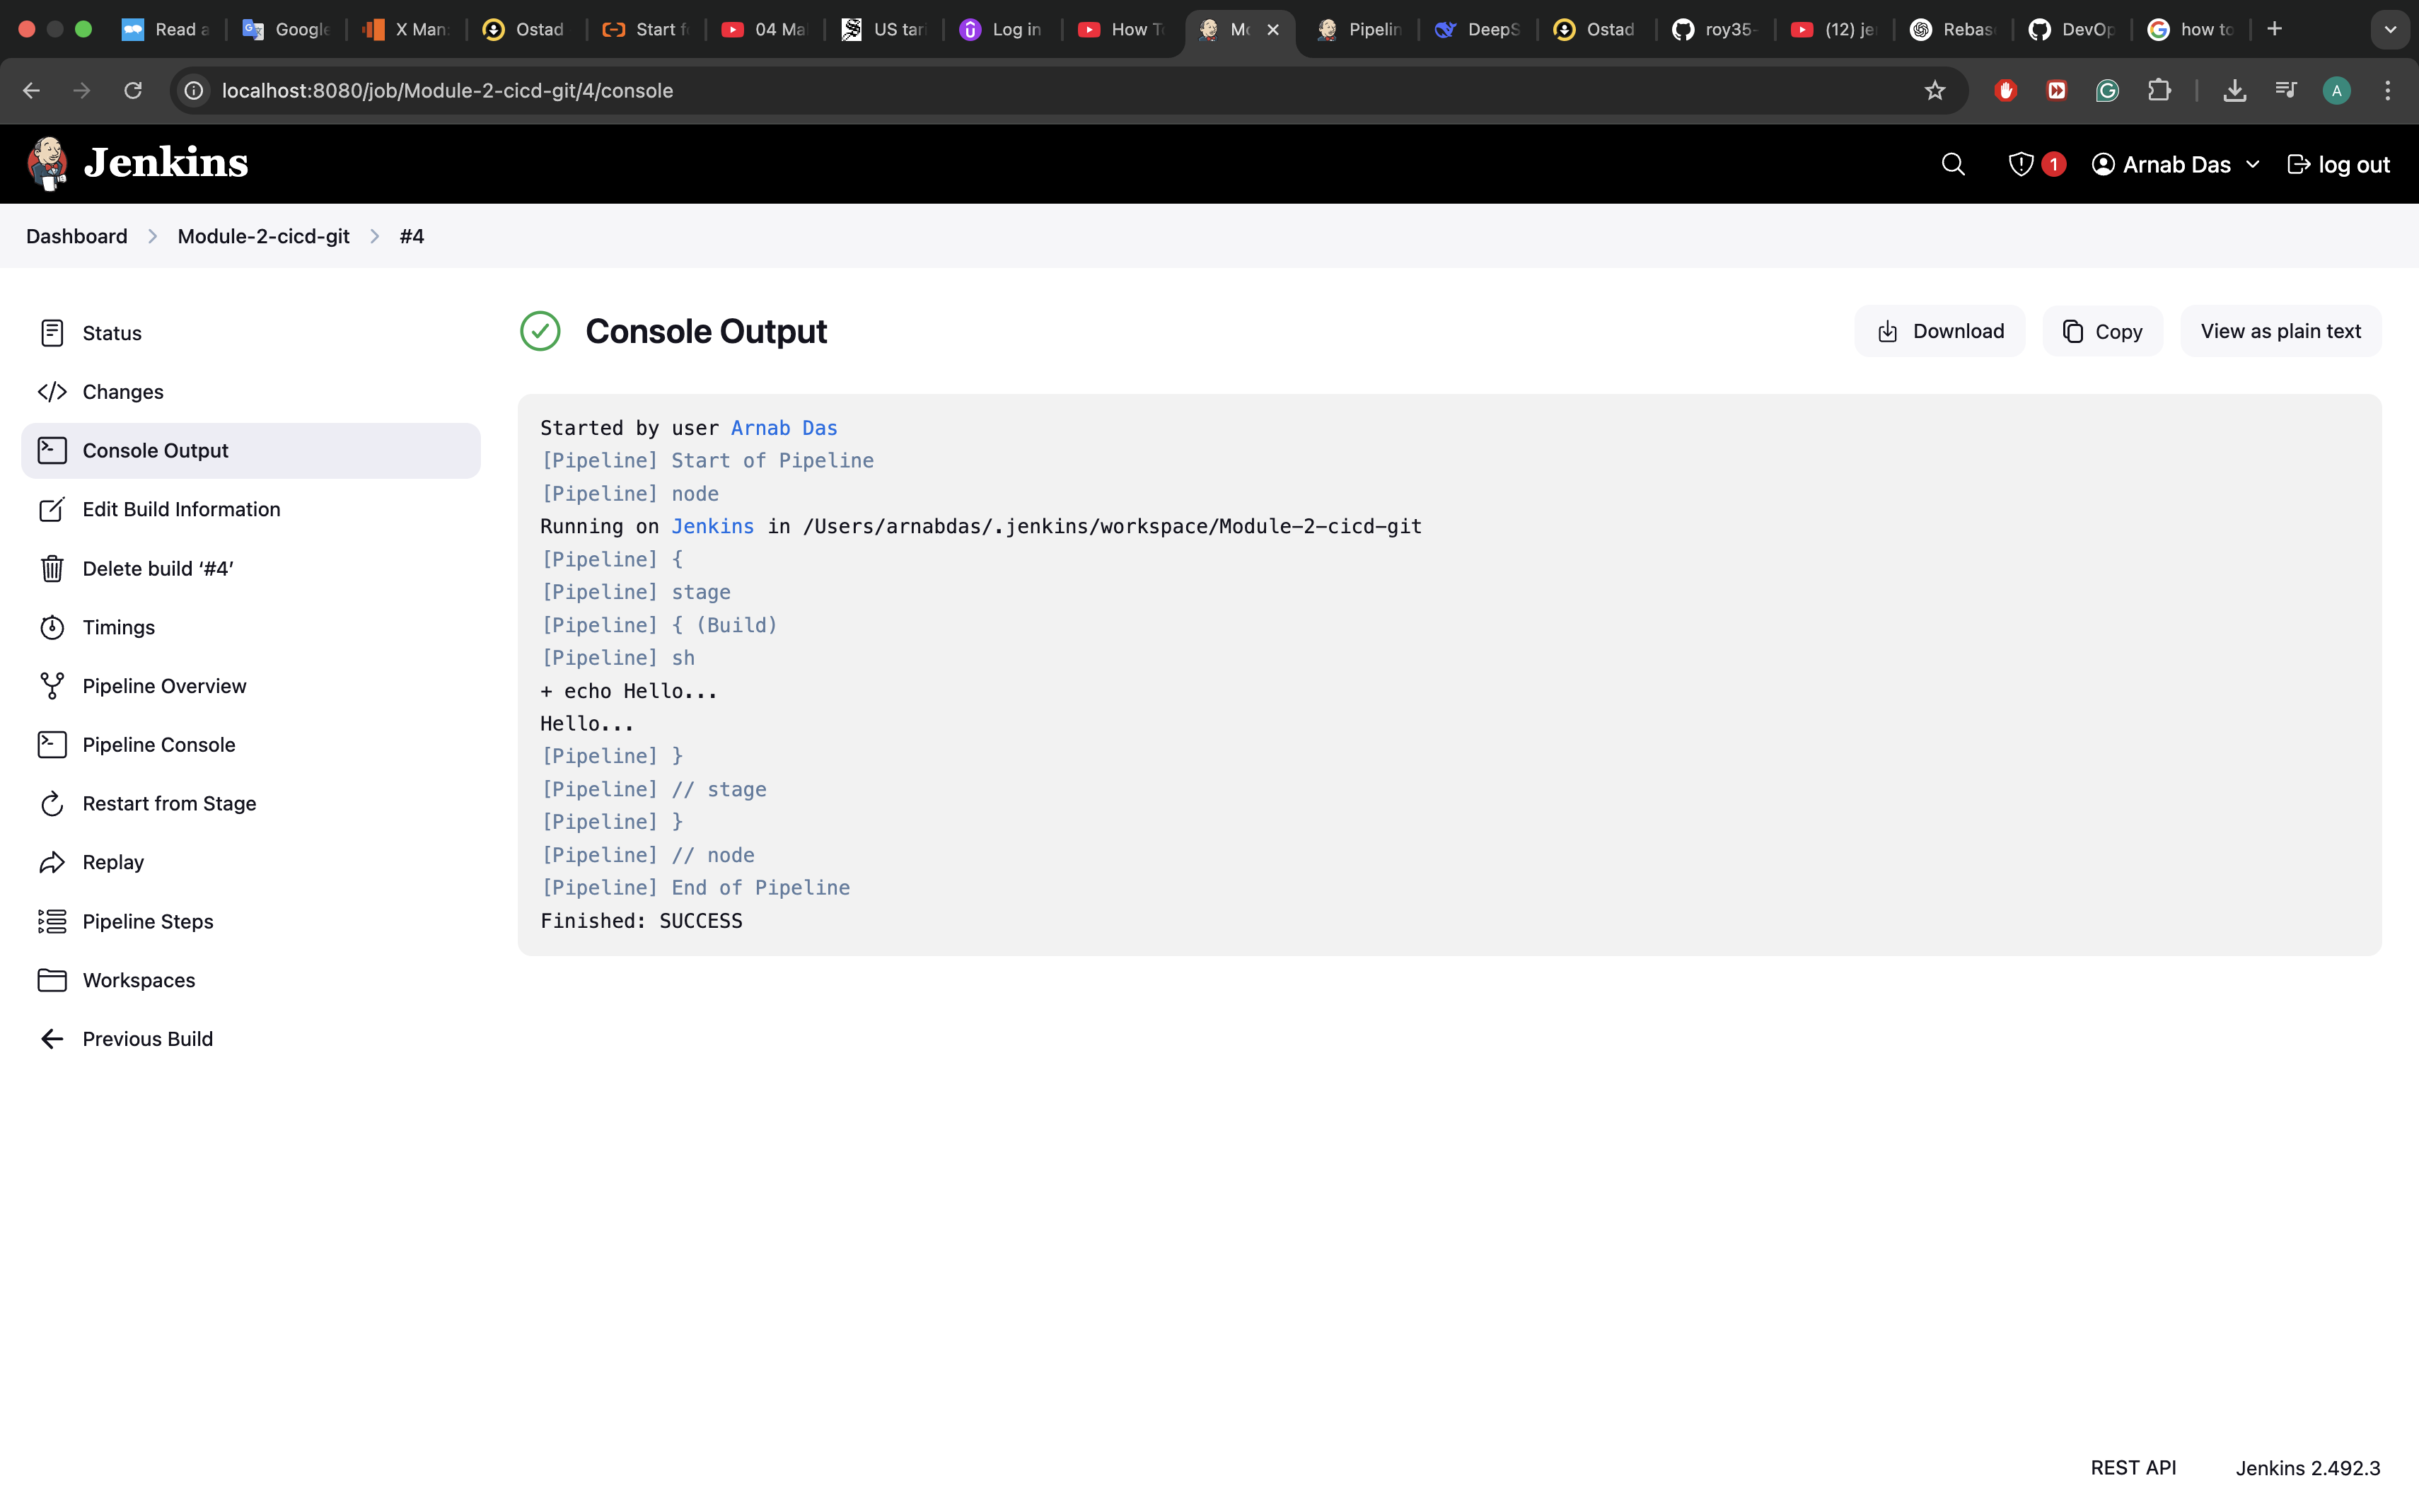 Read a
Google
X Man
Ostad
Start f
04 Ma
US tari
Log in
How T
Mo
Pipelin
DeepS
Ostad
roy35-
(12) je
Rebas
DevOp
how to
localhost:8080/job/Module-2-cicd-git/4/console
A
Jenkins
1
Arnab Das
log out
Dashboard
Module-2-cicd-git
#4
Status
Changes
Console Output
Edit Build Information
Delete build ‘#4’
Timings
Pipeline Overview
Pipeline Console
Restart from Stage
Replay
Pipeline Steps
Workspaces
Previous Build
Console Output
Download
Copy
View as plain text
Started by user Arnab Das
[Pipeline] Start of Pipeline
[Pipeline] node
Running on Jenkins in /Users/arnabdas/.jenkins/workspace/Module-2-cicd-git
[Pipeline] {
[Pipeline] stage
[Pipeline] { (Build)
[Pipeline] sh
+ echo Hello...
Hello...
[Pipeline] }
[Pipeline] // stage
[Pipeline] }
[Pipeline] // node
[Pipeline] End of Pipeline
Finished: SUCCESS
REST API
Jenkins 2.492.3